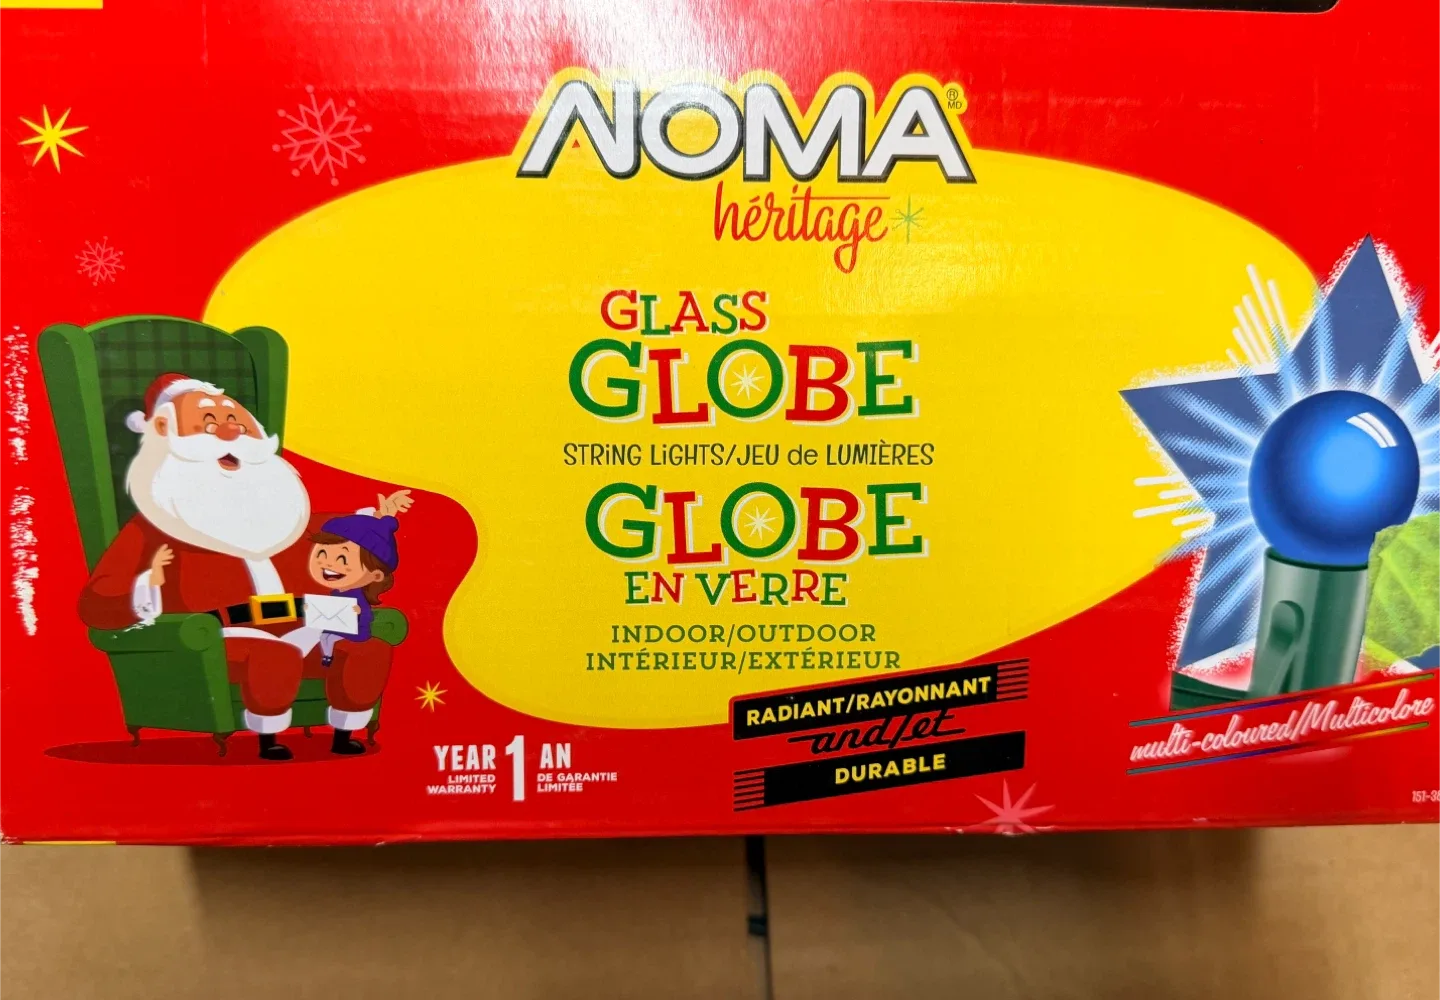 NOMA
® MD
héritage
GLASS
GLOBE
STRiNG LiGHTS/JEU de LUMIÈRES
GLOBE
EN VERRE
INDOOR/OUTDOOR
INTÉRIEUR/EXTÉRIEUR
RADIANT/RAYONNANT
and/et
DURABLE
YEAR 1 AN
LIMITED WARRANTY
DE GARANTIE LIMITÉE
multi-coloured/Multicolore